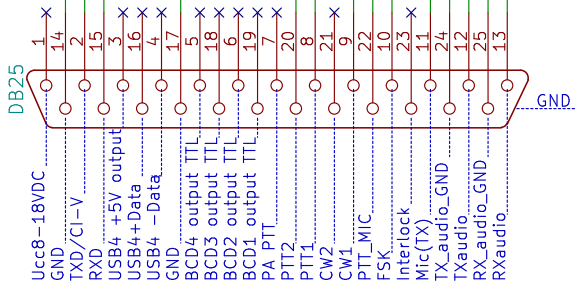 1
14
2
15
3
16
4
17
5
18
6
19
7
20
8
21
9
22
10
23
11
24
12
25
13
DB25
GND
Ucc8-18VDC
GND
TXD/CI-V
RXD
USB4 +5V output
USB4+Data
USB4 -Data
GND
BCD4 output TTL
BCD3 output TTL
BCD2 output TTL
BCD1 output TTL
PA PTT
PTT2
PTT1
CW2
CW1
PTT_MIC
FSK
Interlock
Mic(TX)
TX_audio_GND
TXaudio
RX_audio_GND
RXaudio